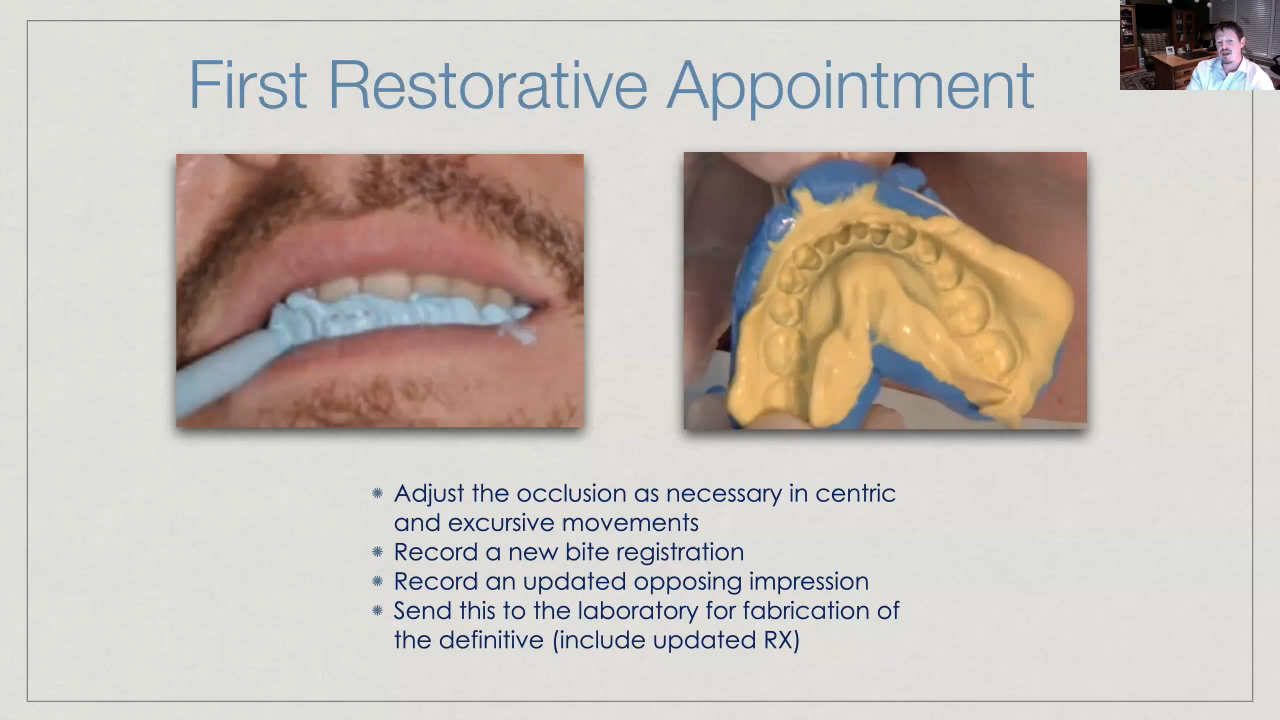 First Restorative Appointment
✺ Adjust the occlusion as necessary in centric
and excursive movements
✺ Record a new bite registration
✺ Record an updated opposing impression
✺ Send this to the laboratory for fabrication of
the definitive (include updated RX)